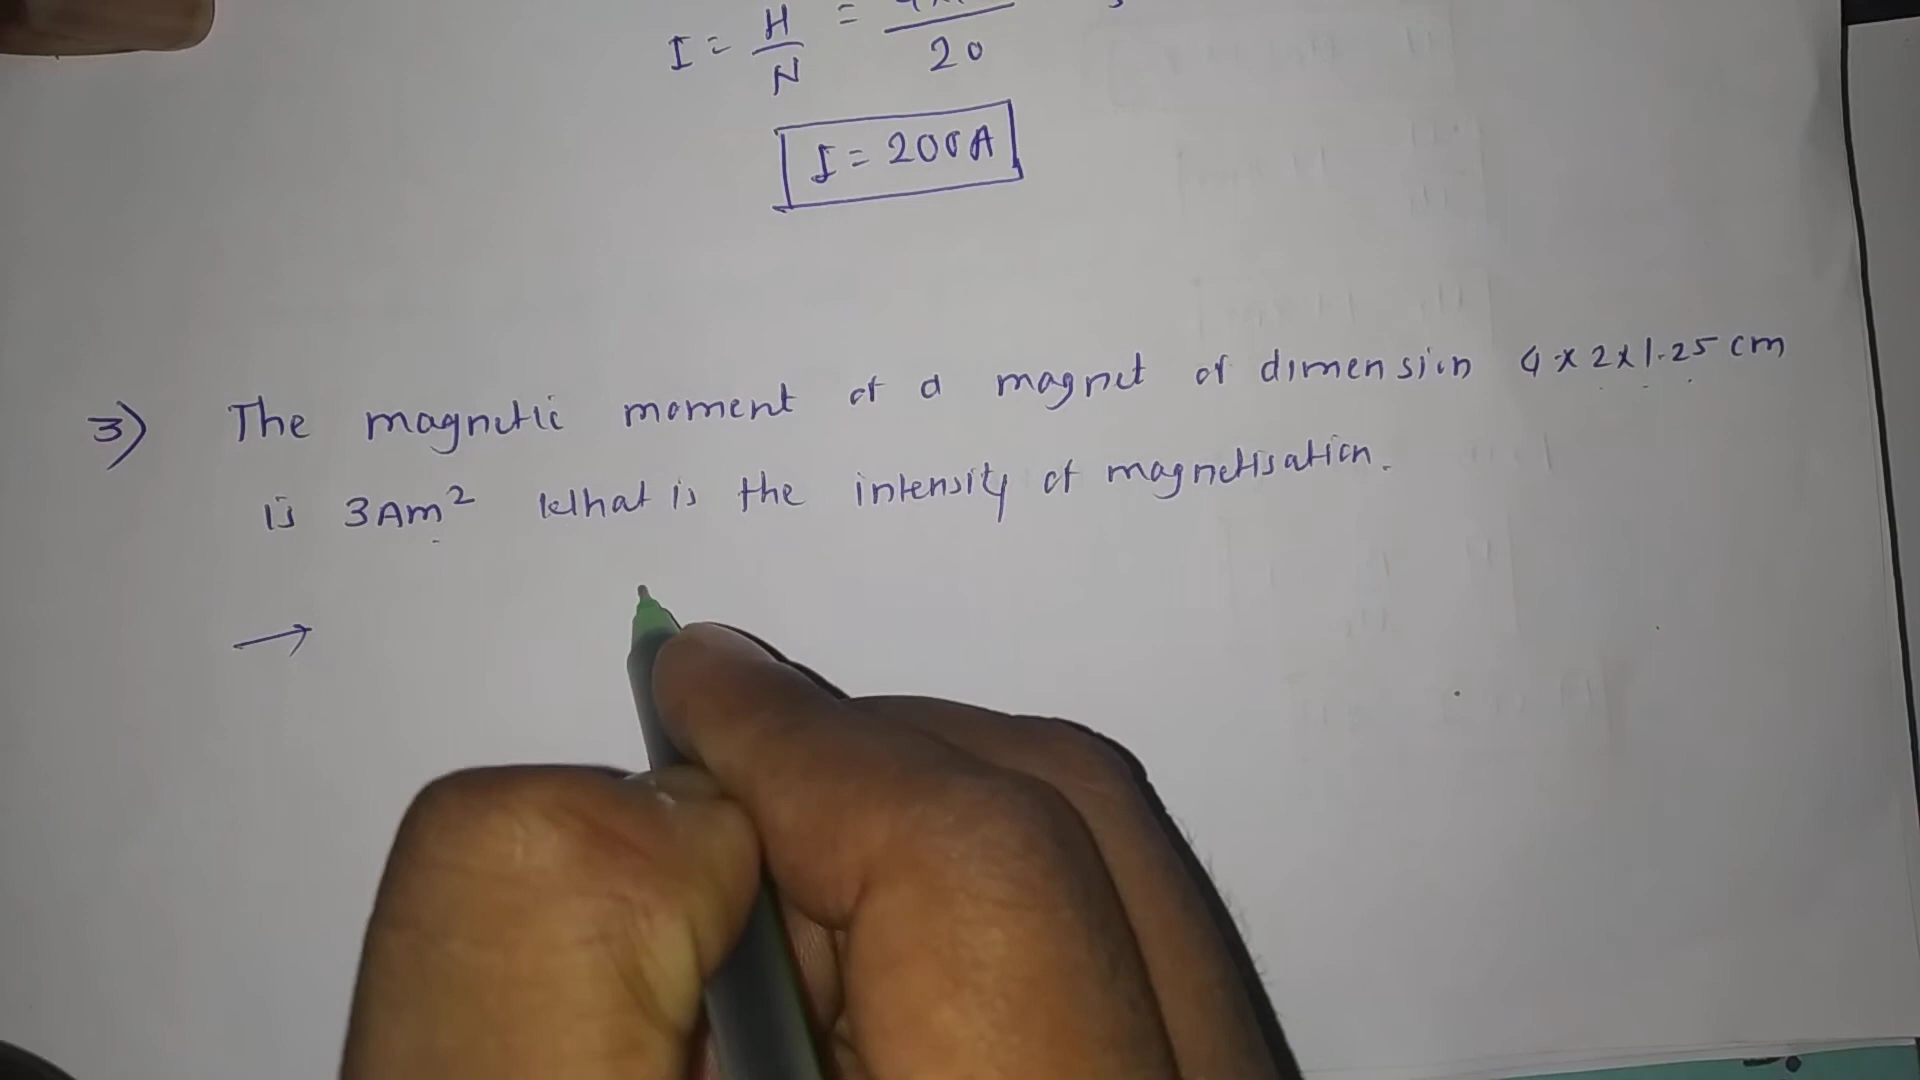 I = H/N = /20
I = 200A
3) The magnetic moment of a magnet of dimension 4 x 2 x 1.25 cm
is 3Am² What is the intensity of magnetisation.
→